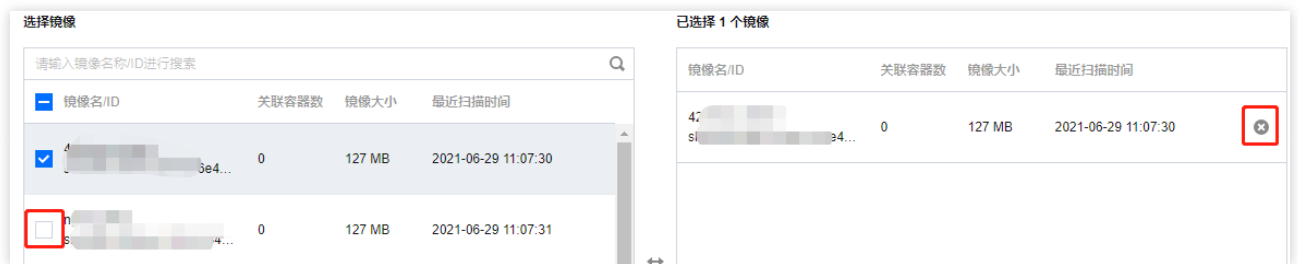 选择镜像
请输入镜像名称/ID进行搜索
镜像名/ID 关联容器数 镜像大小 最近扫描时间
0 127 MB 2021-06-29 11:07:30
6e4...
0 127 MB 2021-06-29 11:07:31
4...
已选择 1 个镜像
镜像名/ID 关联容器数 镜像大小 最近扫描时间
42
0 127 MB 2021-06-29 11:07:30
e4...